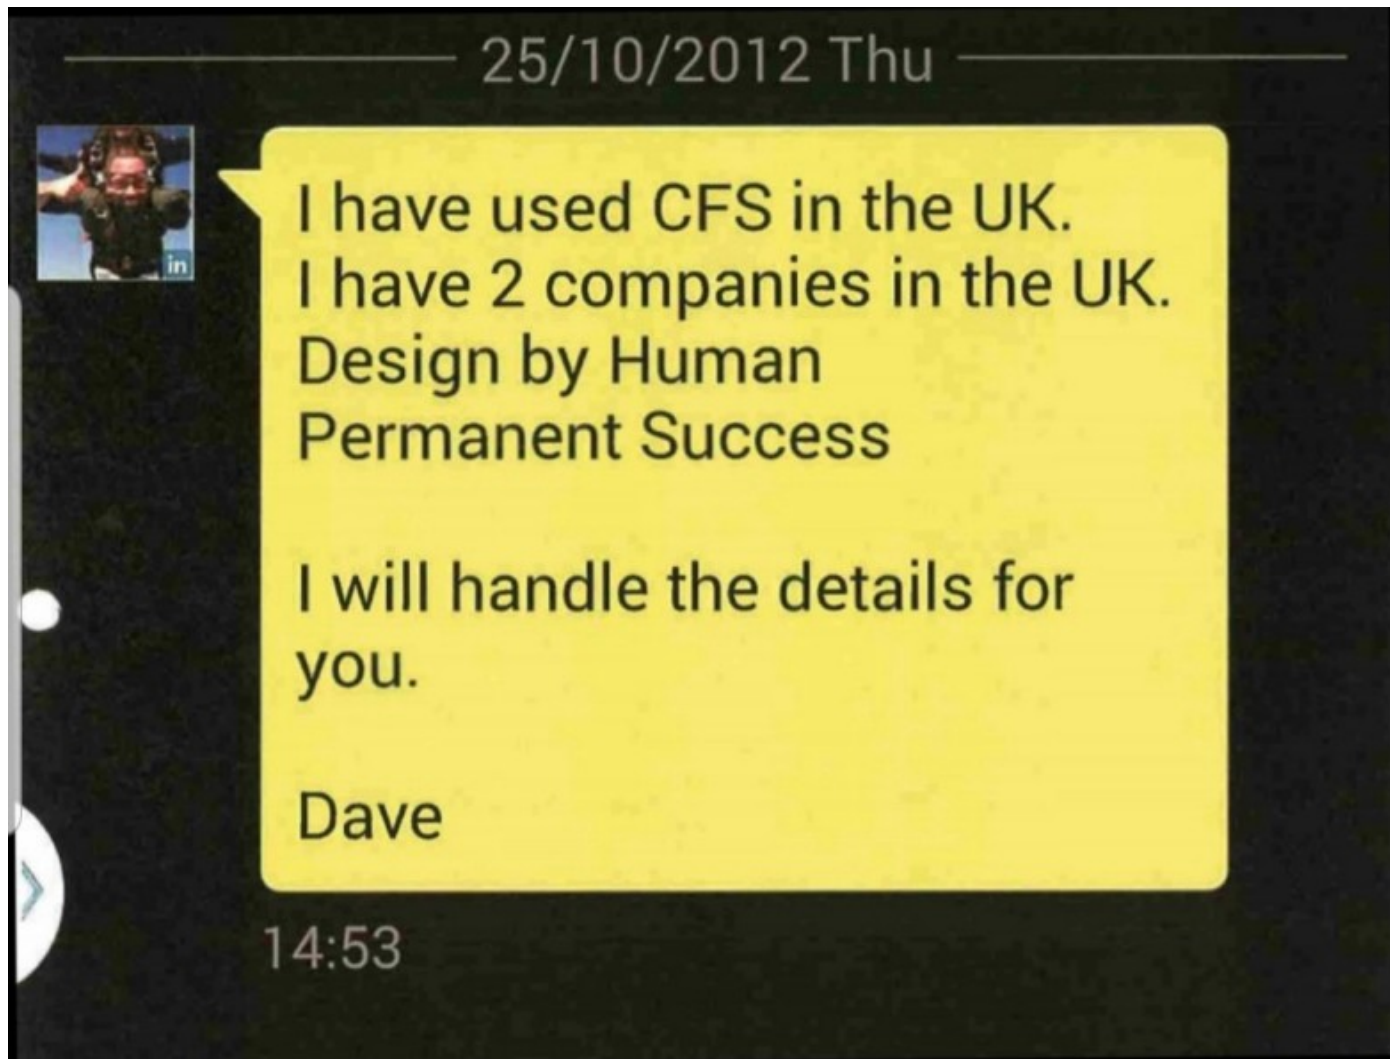 25/10/2012 Thu
in
I have used CFS in the UK.
I have 2 companies in the UK.
Design by Human
Permanent Success
I will handle the details for
you.
Dave
14:53